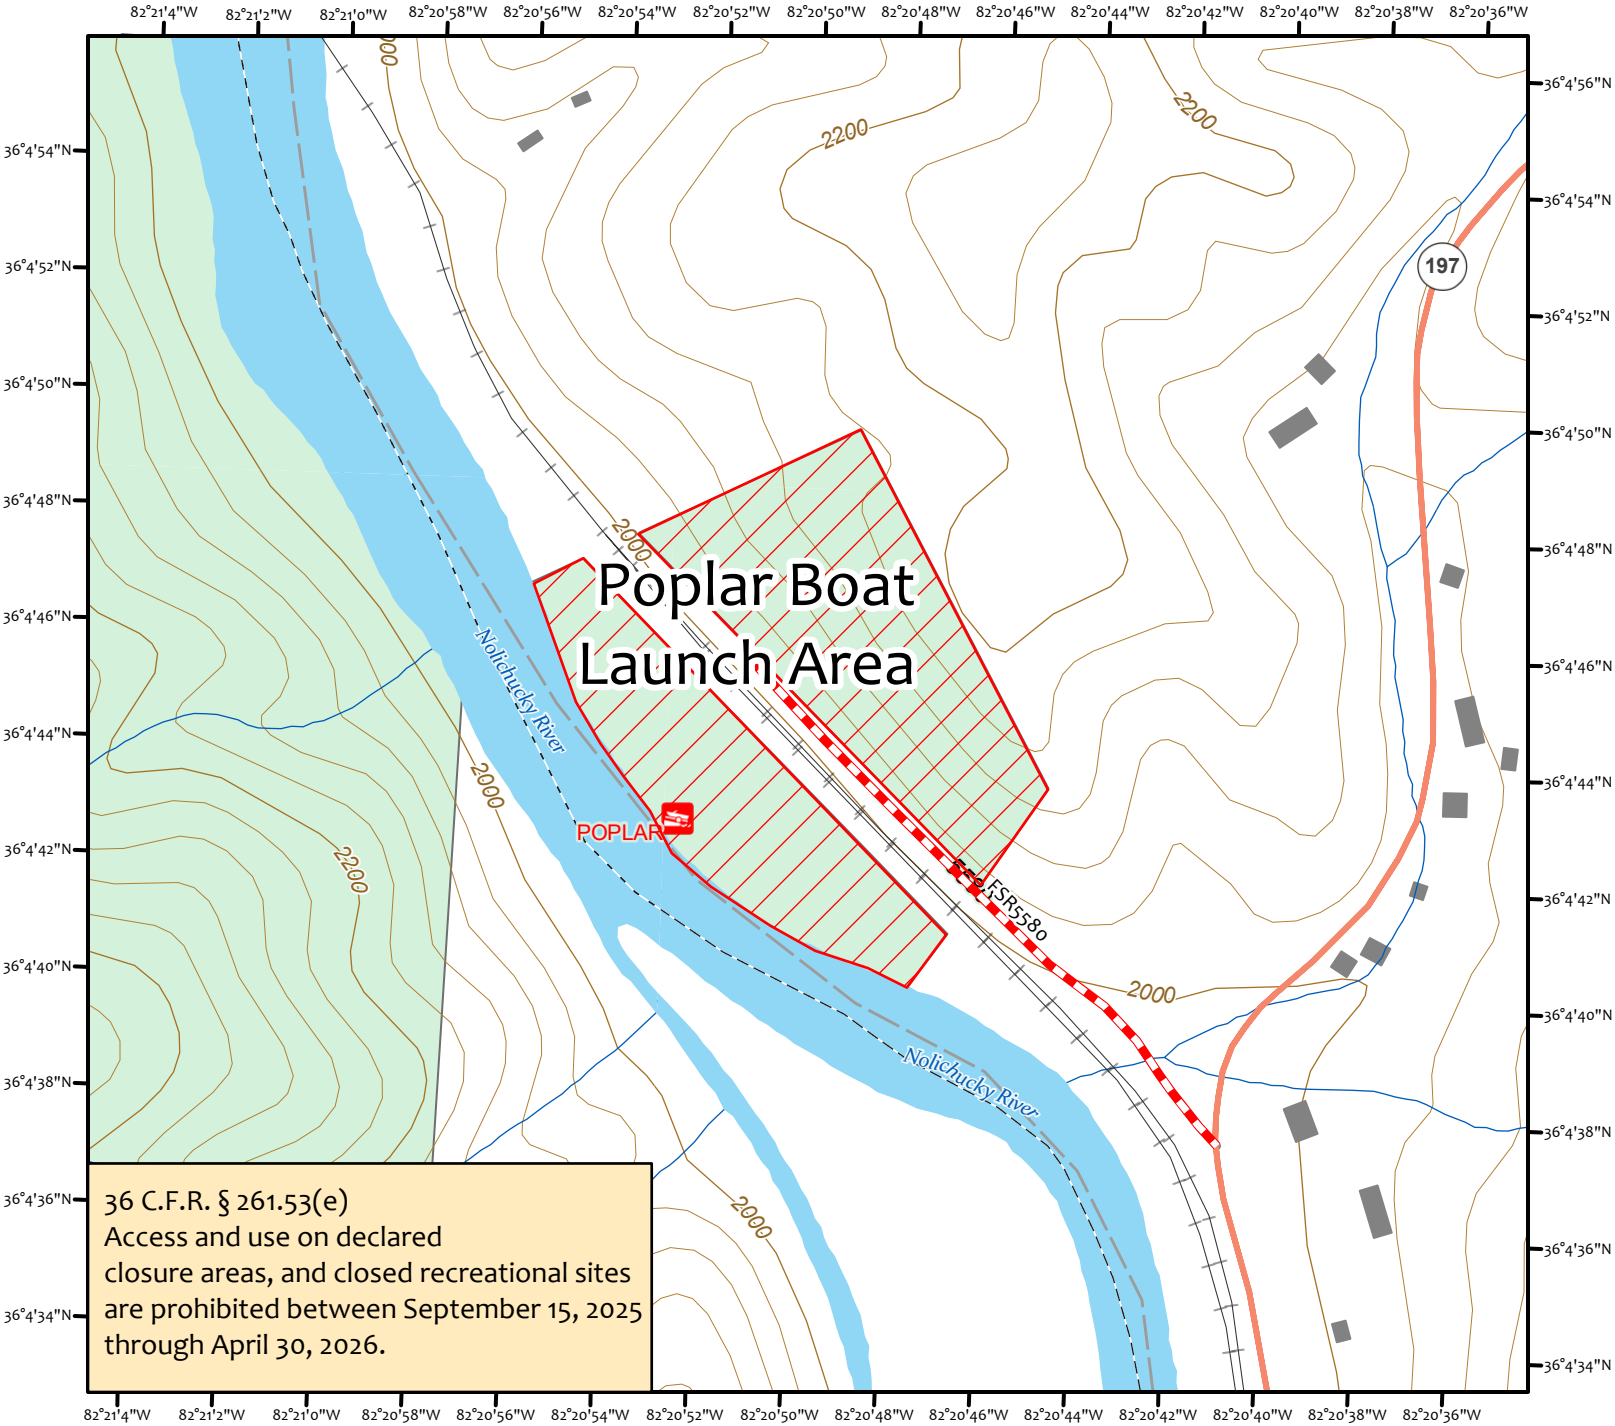 82°21'4"W 82°21'2"W 82°21'0"W 82°20'58"W 82°20'56"W 82°20'54"W 82°20'52"W 82°20'50"W 82°20'48"W 82°20'46"W 82°20'44"W 82°20'42"W 82°20'40"W 82°20'38"W 82°20'36"W
36°4'56"N
2200
2200
36°4'54"N
36°4'54"N
197
36°4'52"N
36°4'52"N
36°4'50"N
36°4'50"N
36°4'48"N
2000
36°4'48"N
Poplar Boat
Launch Area
36°4'46"N
36°4'46"N
Nolichucky River
36°4'44"N
36°4'44"N
2000
POPLAR
36°4'42"N
2200
FSR5580
36°4'42"N
36°4'40"N
2000
36°4'40"N
Nolichucky River
36°4'38"N
36°4'38"N
36°4'36"N
2000
36°4'36"N
36 C.F.R. § 261.53(e)
Access and use on declared
closure areas, and closed recreational sites
are prohibited between September 15, 2025
through April 30, 2026.
36°4'34"N
36°4'34"N
82°21'4"W 82°21'2"W 82°21'0"W 82°20'58"W 82°20'56"W 82°20'54"W 82°20'52"W 82°20'50"W 82°20'48"W 82°20'46"W 82°20'44"W 82°20'42"W 82°20'40"W 82°20'38"W 82°20'36"W